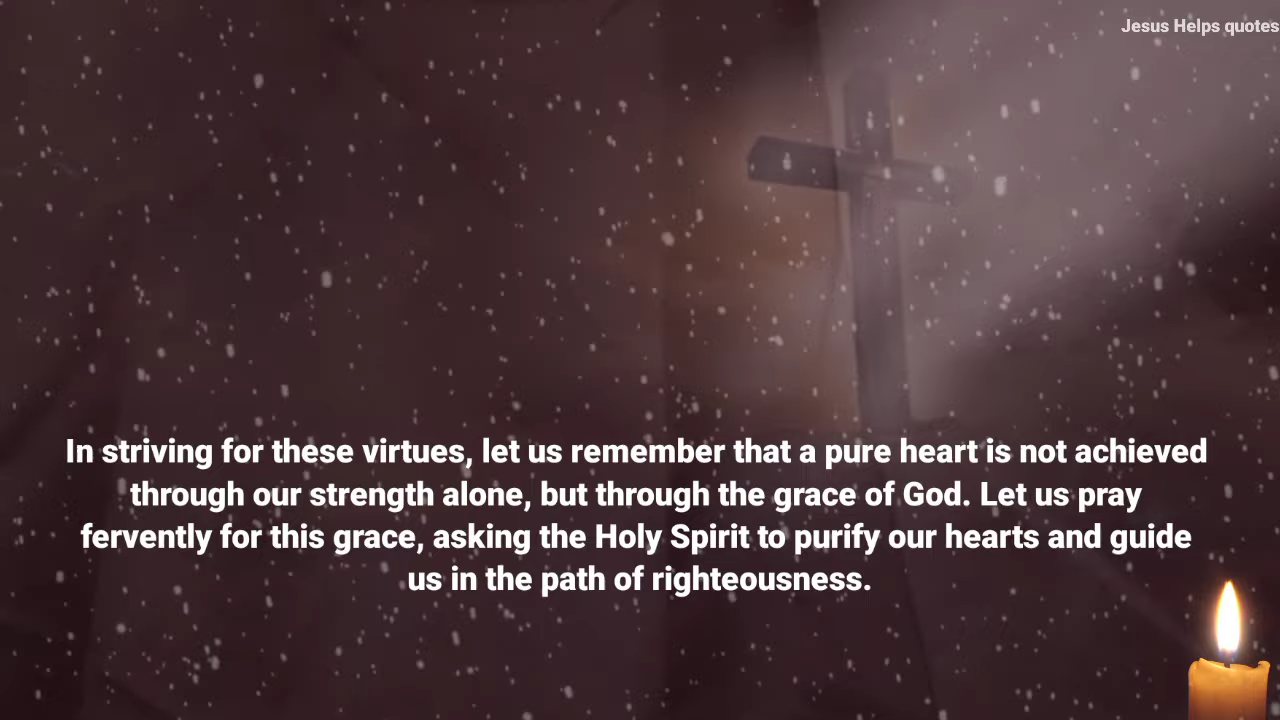 Jesus Helps quotes
In striving for these virtues, let us remember that a pure heart is not achieved
through our strength alone, but through the grace of God. Let us pray
fervently for this grace, asking the Holy Spirit to purify our hearts and guide
us in the path of righteousness.